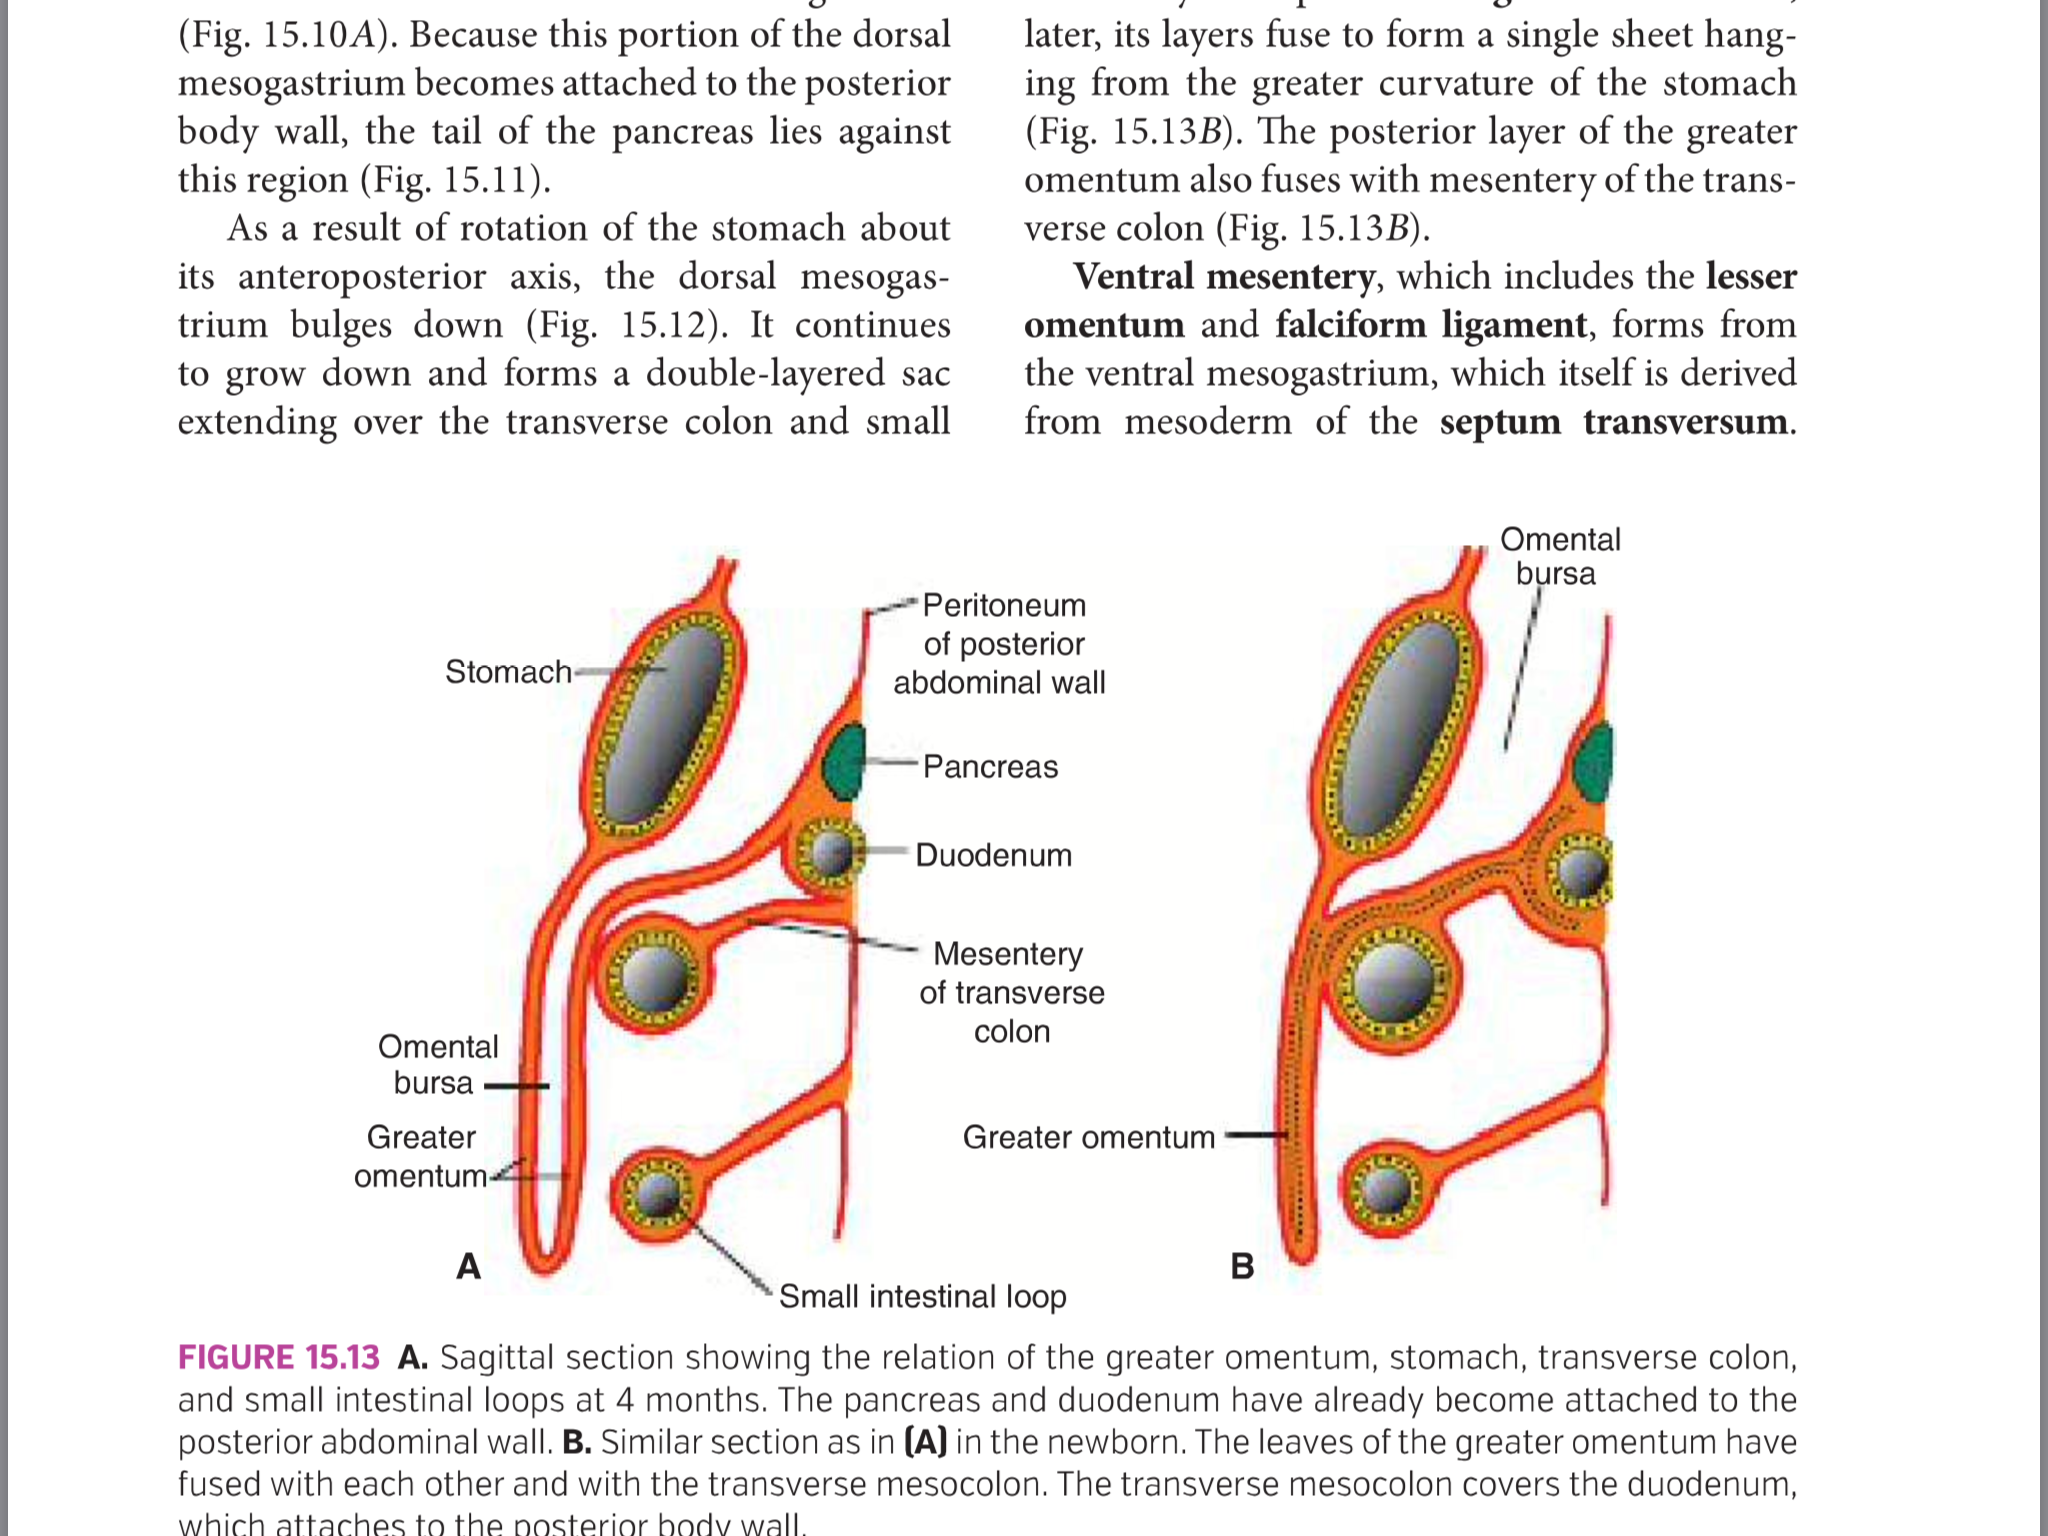 (Fig. 15.10A). Because this portion of the dorsal
mesogastrium becomes attached to the posterior
body wall, the tail of the pancreas lies against
this region (Fig. 15.11).
As a result of rotation of the stomach about
its anteroposterior axis, the dorsal mesogas-
trium bulges down (Fig. 15.12). It continues
to grow down and forms a double-layered sac
extending over the transverse colon and small
later, its layers fuse to form a single sheet hang-
ing from the greater curvature of the stomach
(Fig. 15.13B). The posterior layer of the greater
omentum also fuses with mesentery of the trans-
verse colon (Fig. 15.13B).
Ventral mesentery, which includes the lesser
omentum and falciform ligament, forms from
the ventral mesogastrium, which itself is derived
from mesoderm of the septum transversum.
Stomach
Peritoneum
of posterior
abdominal wall
Pancreas
Duodenum
Mesentery
of transverse
colon
Omental
bursa
Greater
omentum
A
Small intestinal loop
Omental
bursa
Greater omentum
B
FIGURE 15.13 A. Sagittal section showing the relation of the greater omentum, stomach, transverse colon,
and small intestinal loops at 4 months. The pancreas and duodenum have already become attached to the
posterior abdominal wall. B. Similar section as in (A) in the newborn. The leaves of the greater omentum have
fused with each other and with the transverse mesocolon. The transverse mesocolon covers the duodenum,
which attaches to the posterior body wall.